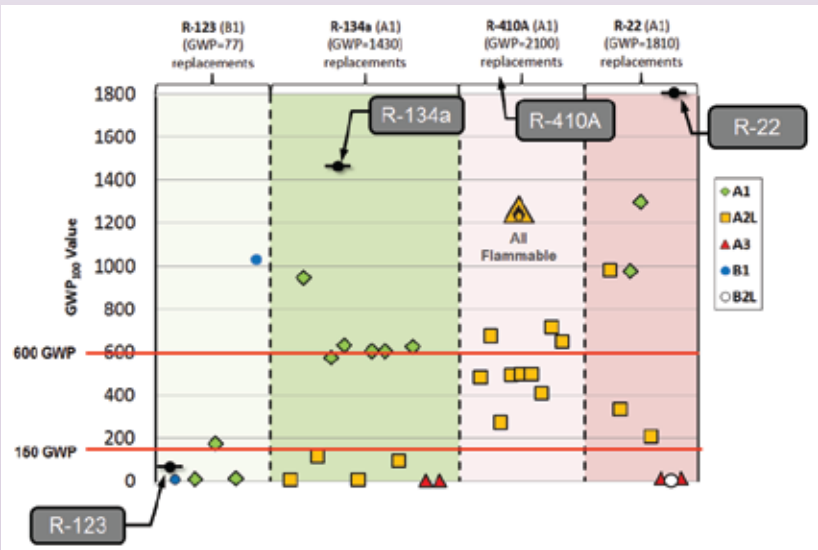 R-123 (B1)
(GWP=77)
replacements
R-134a (A1)
(GWP=1430)
replacements
R-410A (A1)
(GWP=2100)
replacements
R-22 (A1)
(GWP=1810)
replacements
R-134a
R-410A
R-22
GWP100 Value
1800
1600
1400
1200
1000
800
600
400
200
0
600 GWP
150 GWP
All
Flammable
A1
A2L
A3
B1
B2L
R-123